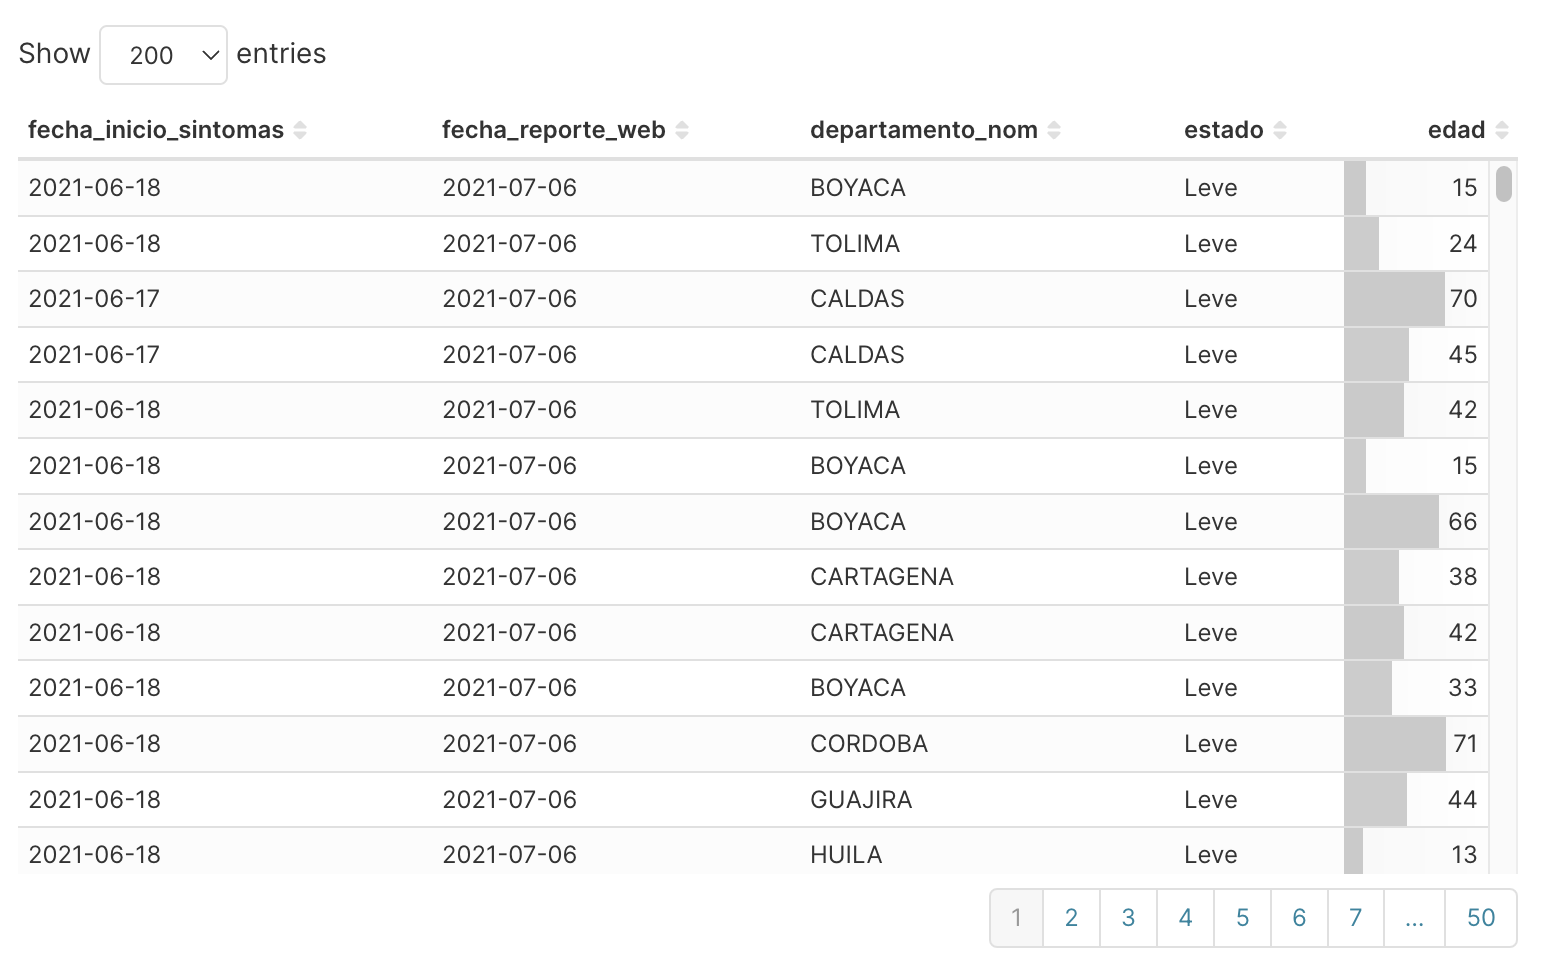 Show 200 entries
fecha_inicio_sintomas fecha_reporte_web departamento_nom estado edad
2021-06-18 2021-07-06 BOYACA Leve 15
2021-06-18 2021-07-06 TOLIMA Leve 24
2021-06-17 2021-07-06 CALDAS Leve 70
2021-06-17 2021-07-06 CALDAS Leve 45
2021-06-18 2021-07-06 TOLIMA Leve 42
2021-06-18 2021-07-06 BOYACA Leve 15
2021-06-18 2021-07-06 BOYACA Leve 66
2021-06-18 2021-07-06 CARTAGENA Leve 38
2021-06-18 2021-07-06 CARTAGENA Leve 42
2021-06-18 2021-07-06 BOYACA Leve 33
2021-06-18 2021-07-06 CORDOBA Leve 71
2021-06-18 2021-07-06 GUAJIRA Leve 44
2021-06-18 2021-07-06 HUILA Leve 13
1 2 3 4 5 6 7 ... 50